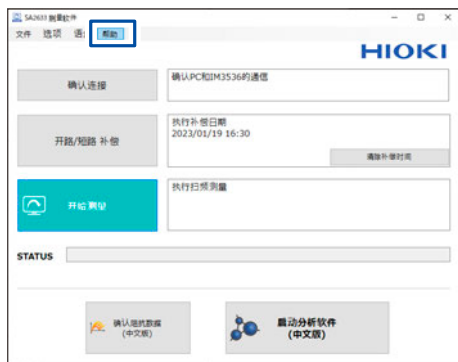 SA2633 测量软件
文件 选项 语言 帮助
HIOKI
确认连接
确认PC和IM3536的通信
开路/短路 补偿
执行补偿日期
2023/01/19 16:30
清除补偿时间
开始测量
执行扫频测量
STATUS
确认阻抗数据
(中文版)
启动分析软件
(中文版)